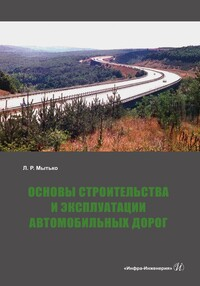 Л. Р. Мытько
ОСНОВЫ СТРОИТЕЛЬСТВА
И ЭКСПЛУАТАЦИИ
АВТОМОБИЛЬНЫХ ДОРОГ
«Инфра-Инженерия»